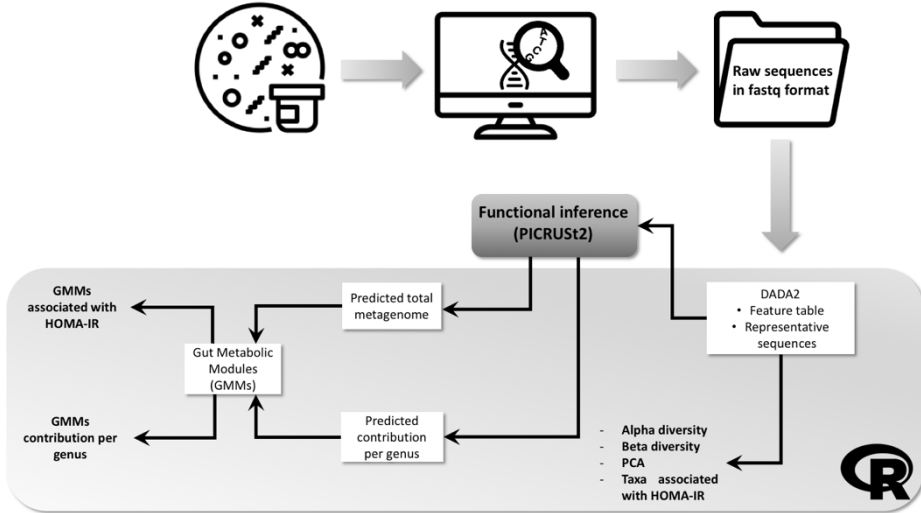 A
T
C
G
Raw sequences
in fastq format
Functional inference
(PICRUSt2)
GMMs
associated with
HOMA-IR
Predicted total
metagenome
DADA2
• Feature table
• Representative
sequences
Gut Metabolic
Modules
(GMMs)
GMMs
contribution per
genus
Predicted
contribution
per genus
- Alpha diversity
- Beta diversity
- PCA
- Taxa associated
with HOMA-IR
R